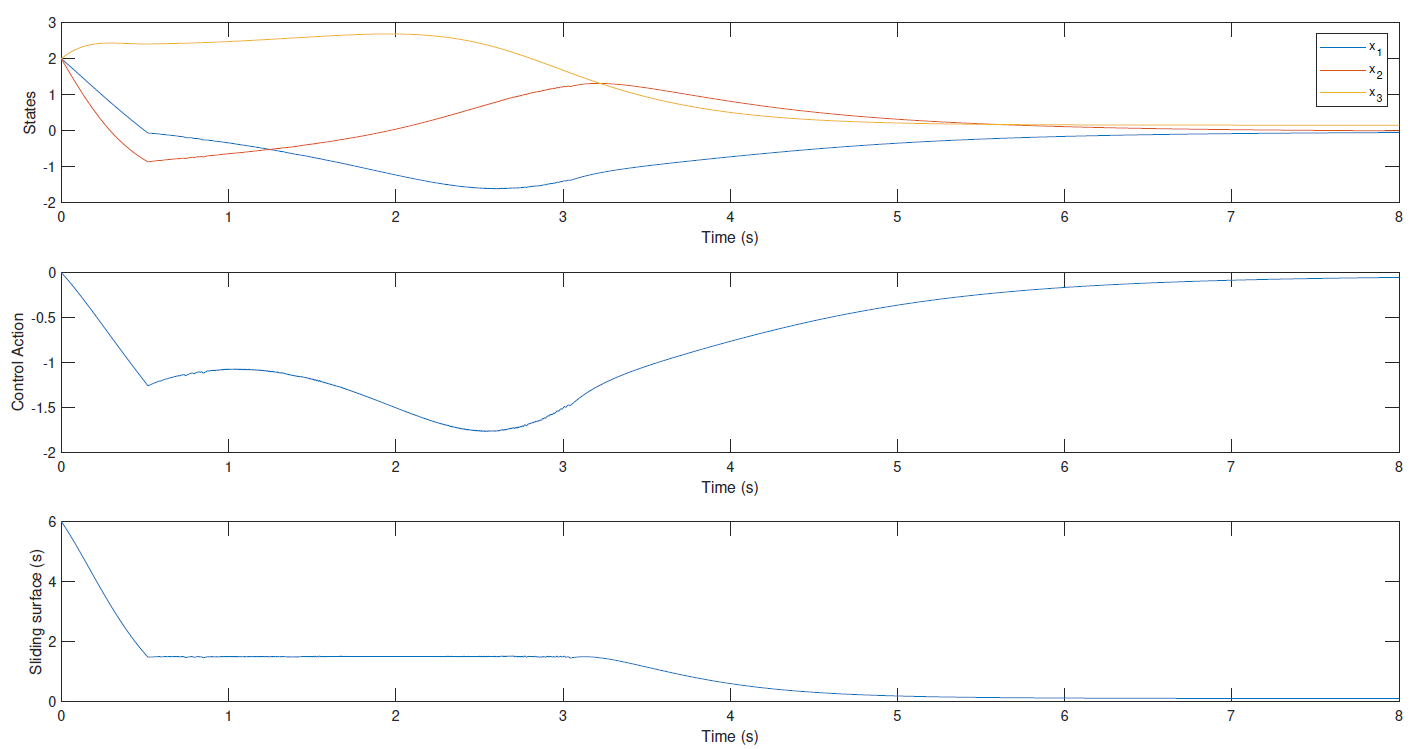 3
2
1
0
-1
-2
States
x1
x2
x3
0 1 2 3 4 5 6 7 8
Time (s)
0
-0.5
-1
-1.5
-2
Control Action
0 1 2 3 4 5 6 7 8
Time (s)
6
4
2
0
Sliding surface (s)
0 1 2 3 4 5 6 7 8
Time (s)